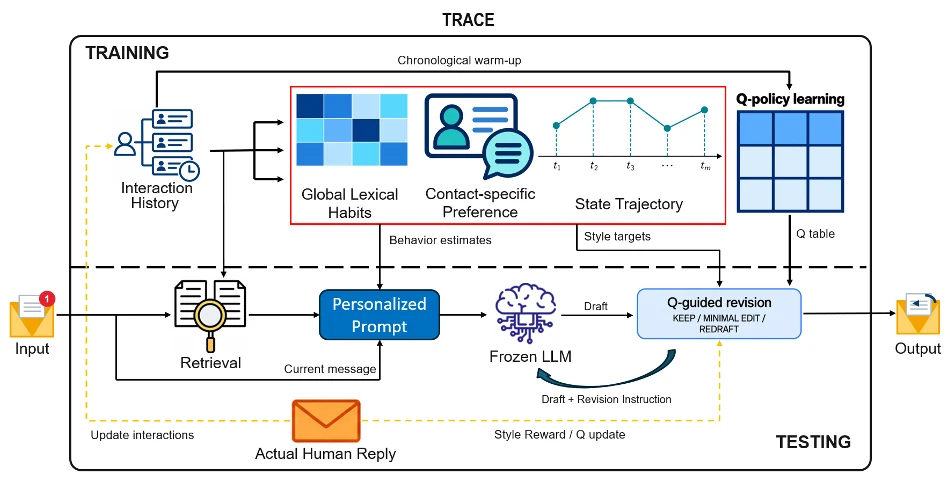 TRACE
TRAINING
Chronological warm-up
Q-policy learning
Interaction
History
Global Lexical
Habits
Contact-specific
Preference
t1 t2 t3 ... tm
State Trajectory
Behavior estimates
Style targets
Q table
1
Input
Retrieval
Personalized
Prompt
Frozen LLM
Draft
Q-guided revision
KEEP / MINIMAL EDIT /
REDRAFT
Output
Current message
Draft + Revision Instruction
Update interactions
Actual Human Reply
Style Reward / Q update
TESTING